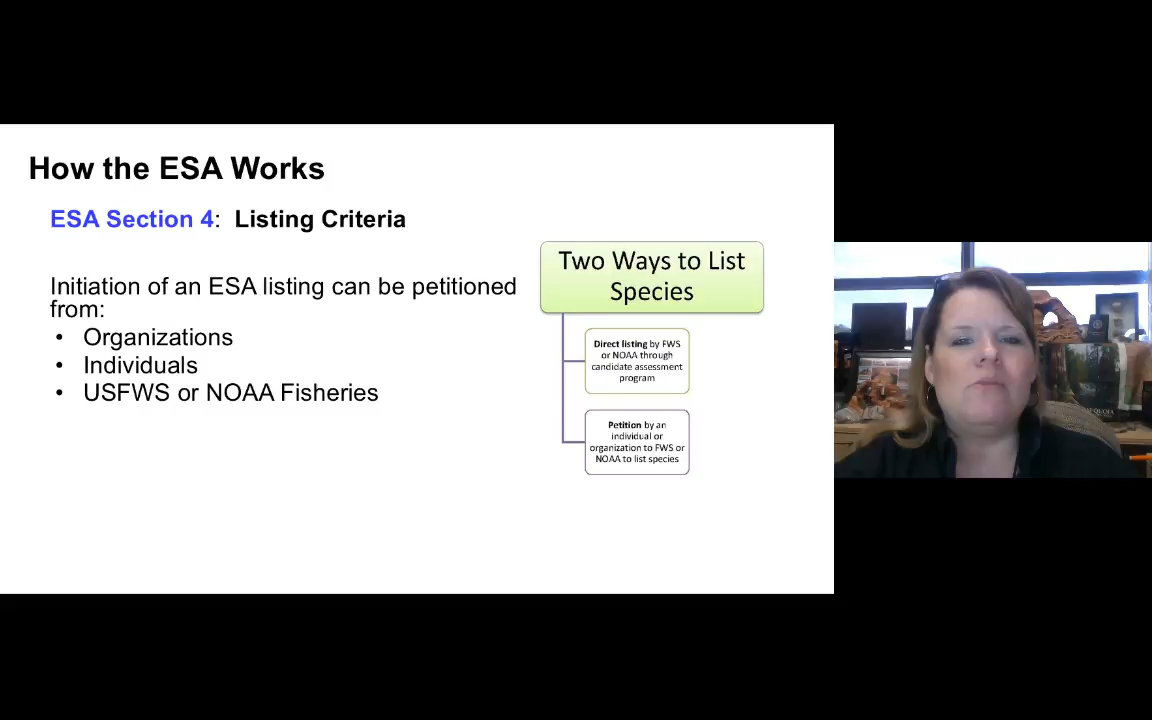 How the ESA Works
ESA Section 4: Listing Criteria
Initiation of an ESA listing can be petitioned
from:
• Organizations
• Individuals
• USFWS or NOAA Fisheries
Two Ways to List
Species
Direct listing by FWS
or NOAA through
candidate assessment
program
Petition by an
individual or
organization to FWS or
NOAA to list species